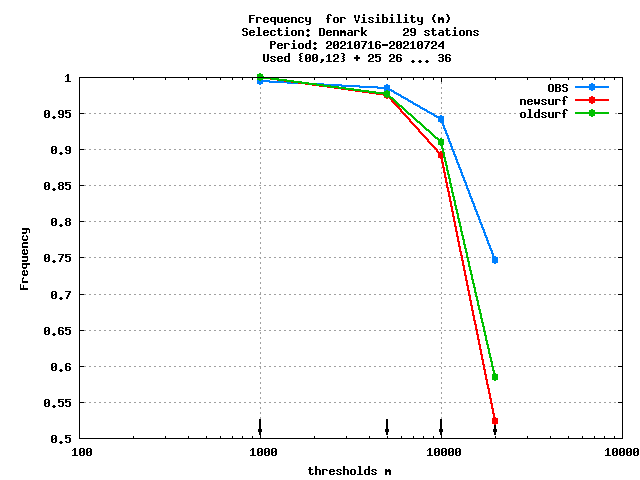 Frequency  for Visibility (m)
Selection: Denmark     29 stations
Period: 20210716-20210724
Used {00,12} + 25 26 ... 36
1
0.95
0.9
0.85
0.8
0.75
0.7
0.65
0.6
0.55
0.5
Frequency
OBS
newsurf
oldsurf
100
1000
10000
10000
thresholds m